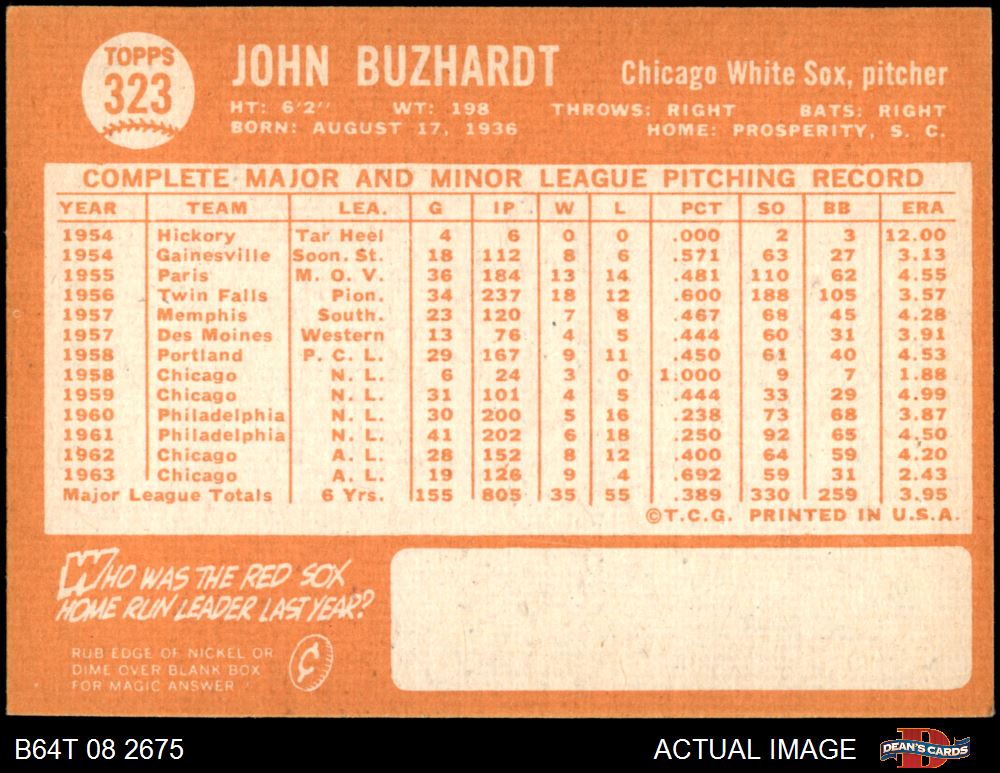 TOPPS
323
JOHN BUZHARDT
Chicago White Sox, pitcher
HT: 6'2" WT: 198 THROWS: RIGHT BATS: RIGHT
BORN: AUGUST 17, 1936 HOME: PROSPERITY, S. C.
COMPLETE MAJOR AND MINOR LEAGUE PITCHING RECORD
YEAR TEAM LEA. G IP W L PCT SO BB ERA
1954 Hickory Tar Heel 4 6 0 0 .000 2 3 12.00
1954 Gainesville Soon. St. 18 112 8 6 .571 63 27 3.13
1955 Paris M. O. V. 36 184 13 14 .481 110 62 4.55
1956 Twin Falls Pion. 34 237 18 12 .600 188 105 3.57
1957 Memphis South. 23 120 7 8 .467 68 45 4.28
1957 Des Moines Western 13 76 4 5 .444 60 31 3.91
1958 Portland P. C. L. 29 167 9 11 .450 61 40 4.53
1958 Chicago N. L. 6 24 3 0 1.000 9 7 1.88
1959 Chicago N. L. 31 101 4 5 .444 33 29 4.99
1960 Philadelphia N. L. 30 200 5 16 .238 73 68 3.87
1961 Philadelphia N. L. 41 202 6 18 .250 92 65 4.50
1962 Chicago A. L. 28 152 8 12 .400 64 59 4.20
1963 Chicago A. L. 19 126 9 4 .692 59 31 2.43
Major League Totals 6 Yrs. 155 805 35 55 .389 330 259 3.95
©T.C.G. PRINTED IN U.S.A.
WHO WAS THE RED SOX
HOME RUN LEADER LAST YEAR?
RUB EDGE OF NICKEL OR
DIME OVER BLANK BOX
FOR MAGIC ANSWER
¢
B64T 08 2675
ACTUAL IMAGE
DEAN'S CARDS